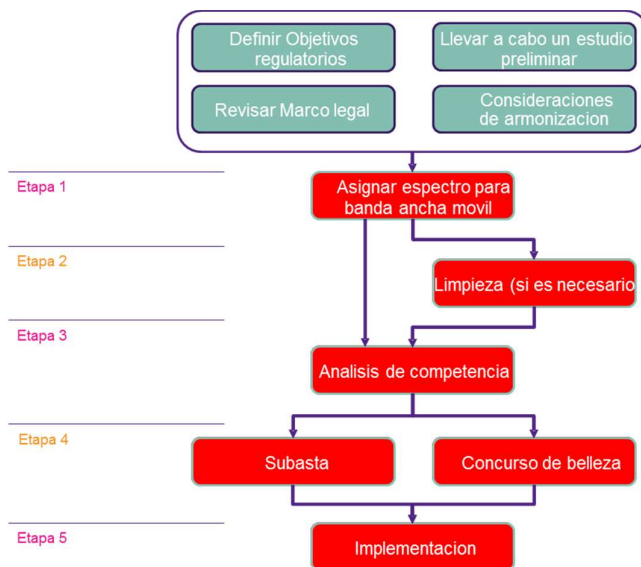 Definir Objetivos
regulatorios
Llevar a cabo un estudio
preliminar
Revisar Marco legal
Consideraciones
de armonizacion
Etapa 1
Asignar espectro para
banda ancha movil
Etapa 2
Limpieza (si es necesario
Etapa 3
Analisis de competencia
Etapa 4
Subasta
Concurso de belleza
Etapa 5
Implementacion